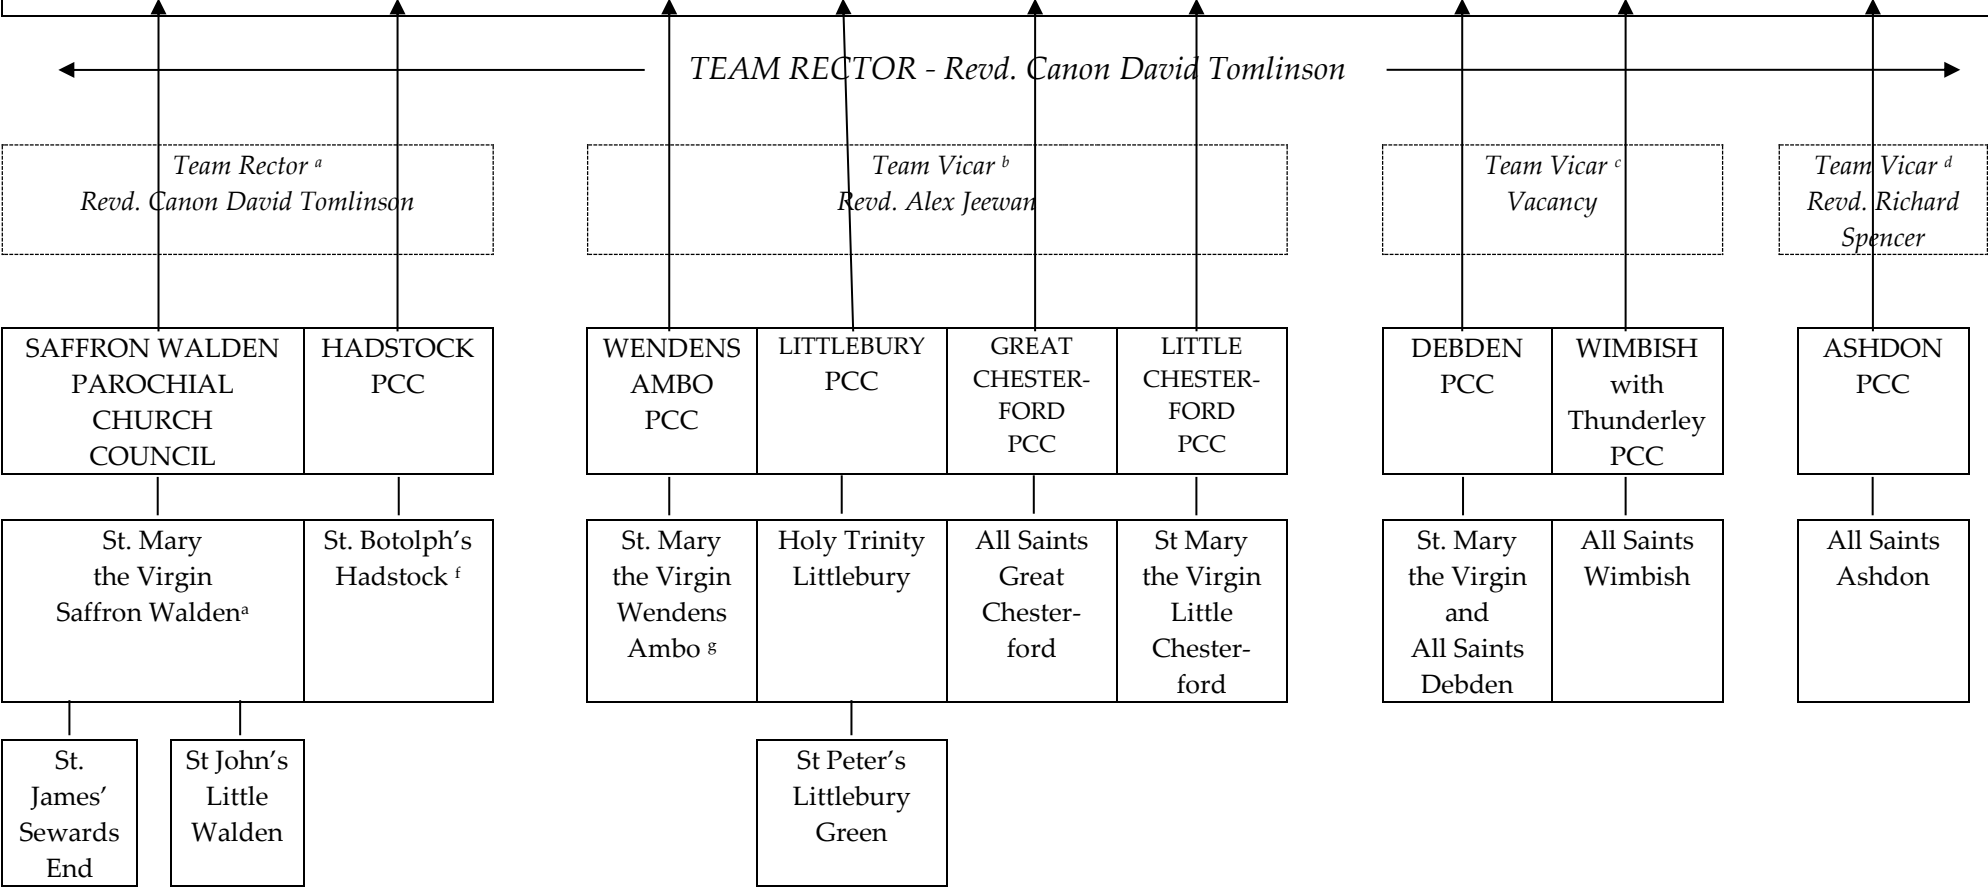 TEAM RECTOR - Revd. Canon David Tomlinson
Team Rector a
Revd. Canon David Tomlinson
Team Vicar b
Revd. Alex Jeewan
Team Vicar c
Vacancy
Team Vicar d
Revd. Richard
Spencer
SAFFRON WALDEN
PAROCHIAL
CHURCH
COUNCIL
HADSTOCK
PCC
WENDENS
AMBO
PCC
LITTLEBURY
PCC
GREAT
CHESTER-
FORD
PCC
LITTLE
CHESTER-
FORD
PCC
DEBDEN
PCC
WIMBISH
with
Thunderley
PCC
ASHDON
PCC
St. Mary
the Virgin
Saffron Waldena
St. Botolph’s
Hadstock f
St. Mary
the Virgin
Wendens
Ambo g
Holy Trinity
Littlebury
All Saints
Great
Chester-
ford
St Mary
the Virgin
Little
Chester-
ford
St. Mary
the Virgin
and
All Saints
Debden
All Saints
Wimbish
All Saints
Ashdon
St.
James’
Sewards
End
St John’s
Little
Walden
St Peter’s
Littlebury
Green